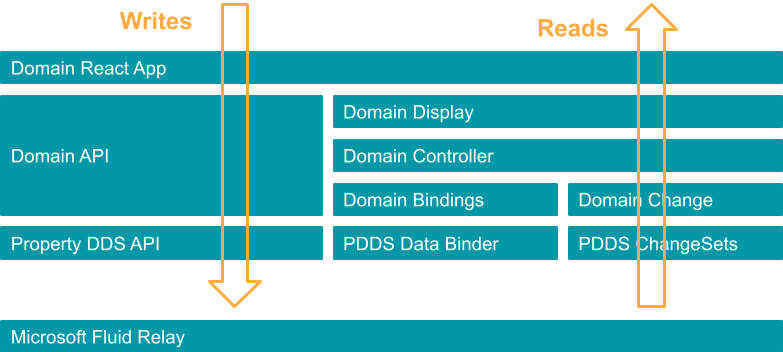 Writes
Reads
Domain React App
Domain Display
Domain API
Domain Controller
Domain Bindings
Domain Change
Property DDS API
PDDS Data Binder
PDDS ChangeSets
Microsoft Fluid Relay